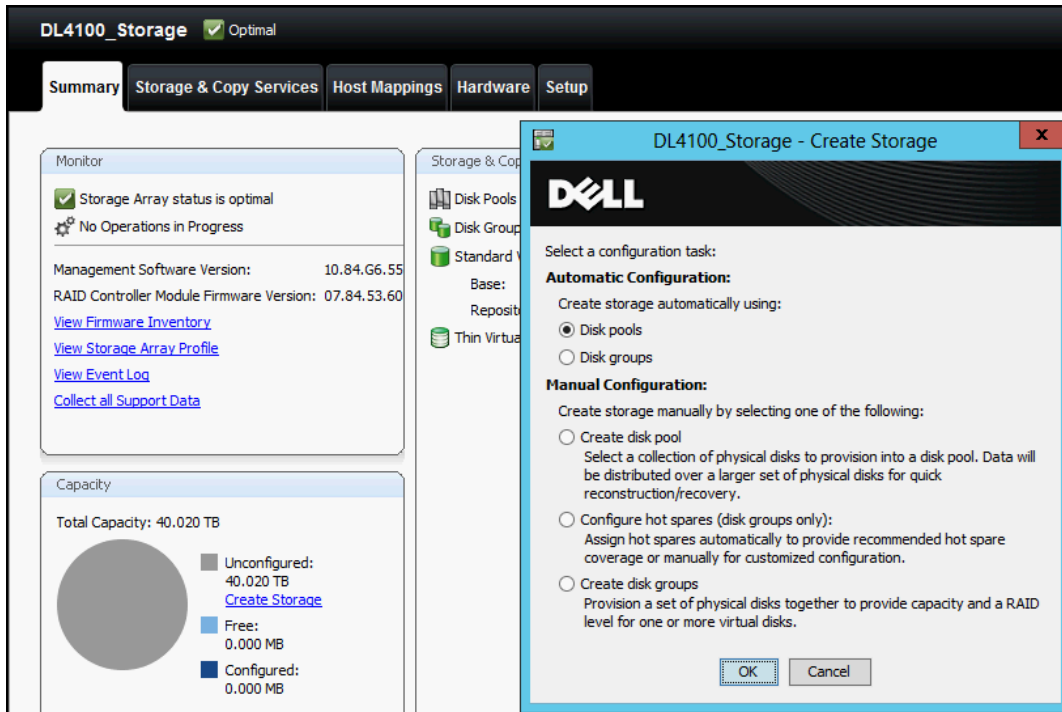 DL4100_Storage Optimal
Summary Storage & Copy Services Host Mappings Hardware Setup
Monitor
Storage Array status is optimal
No Operations in Progress
Management Software Version: 10.84.G6.55
RAID Controller Module Firmware Version: 07.84.53.60
View Firmware Inventory
View Storage Array Profile
View Event Log
Collect all Support Data
Capacity
Total Capacity: 40.020 TB
Unconfigured:
40.020 TB
Create Storage
Free:
0.000 MB
Configured:
0.000 MB
Storage & Cop
Disk Pools
Disk Group
Standard V
Base:
Reposito
Thin Virtua
DL4100_Storage - Create Storage
x
DELL
Select a configuration task:
Automatic Configuration:
Create storage automatically using:
Disk pools
Disk groups
Manual Configuration:
Create storage manually by selecting one of the following:
Create disk pool
Select a collection of physical disks to provision into a disk pool. Data will
be distributed over a larger set of physical disks for quick
reconstruction/recovery.
Configure hot spares (disk groups only):
Assign hot spares automatically to provide recommended hot spare
coverage or manually for customized configuration.
Create disk groups
Provision a set of physical disks together to provide capacity and a RAID
level for one or more virtual disks.
OK Cancel